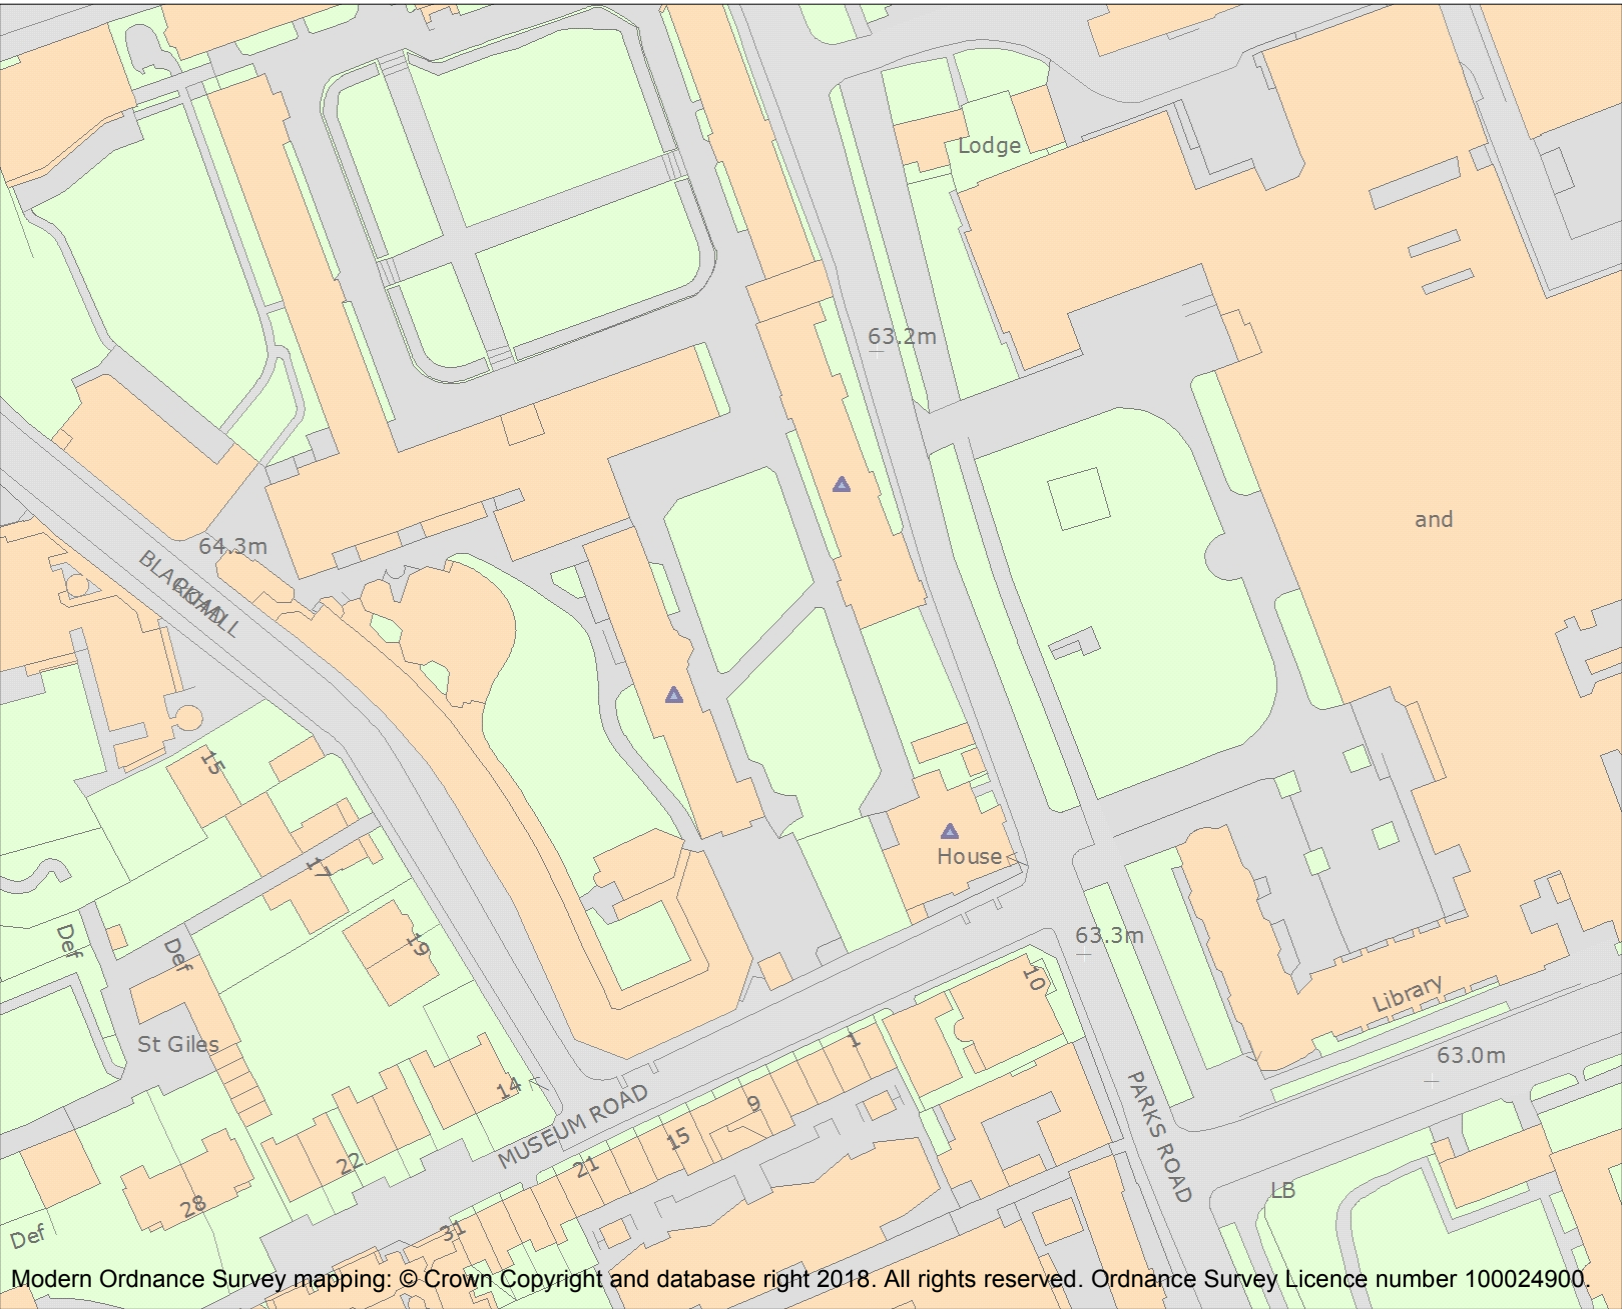 Lodge
63.2m
and
64.3m
BLACKHALL
ROAD
15
House
17
63.3m
19
Def
Def
10
Library
St Giles
1
63.0m
14
9
MUSEUM ROAD
PARKS ROAD
15
22
21
LB
28
31
Def
Modern Ordnance Survey mapping: © Crown Copyright and database right 2018. All rights reserved. Ordnance Survey Licence number 100024900.